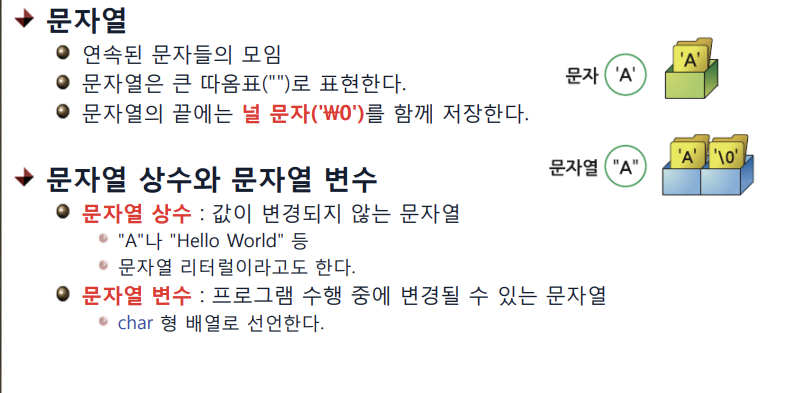 문자열
연속된 문자들의 모임
문자열은 큰 따옴표("")로 표현한다.
문자열의 끝에는 널 문자('₩0')를 함께 저장한다.
문자 'A' 'A'
문자열 "A" 'A' '\0'
문자열 상수와 문자열 변수
문자열 상수 : 값이 변경되지 않는 문자열
"A"나 "Hello World" 등
문자열 리터럴이라고도 한다.
문자열 변수 : 프로그램 수행 중에 변경될 수 있는 문자열
char 형 배열로 선언한다.